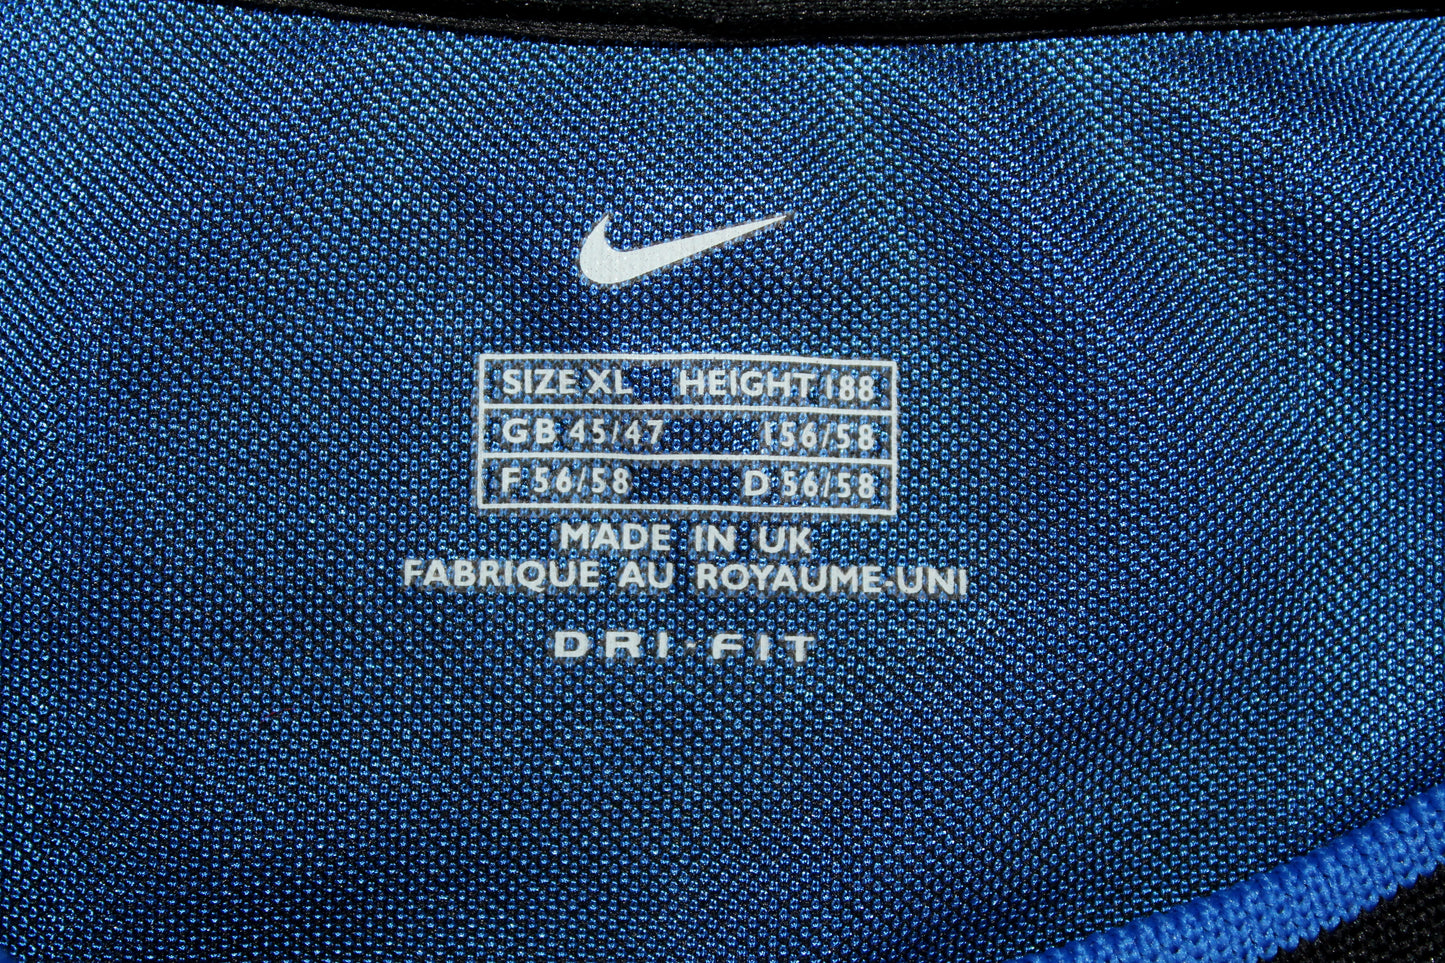 SIZE XL HEIGHT 188
GB 45/47 I 56/58
F 56/58 D 56/58
MADE IN UK
FABRIQUE AU ROYAUME-UNI
DRI-FIT